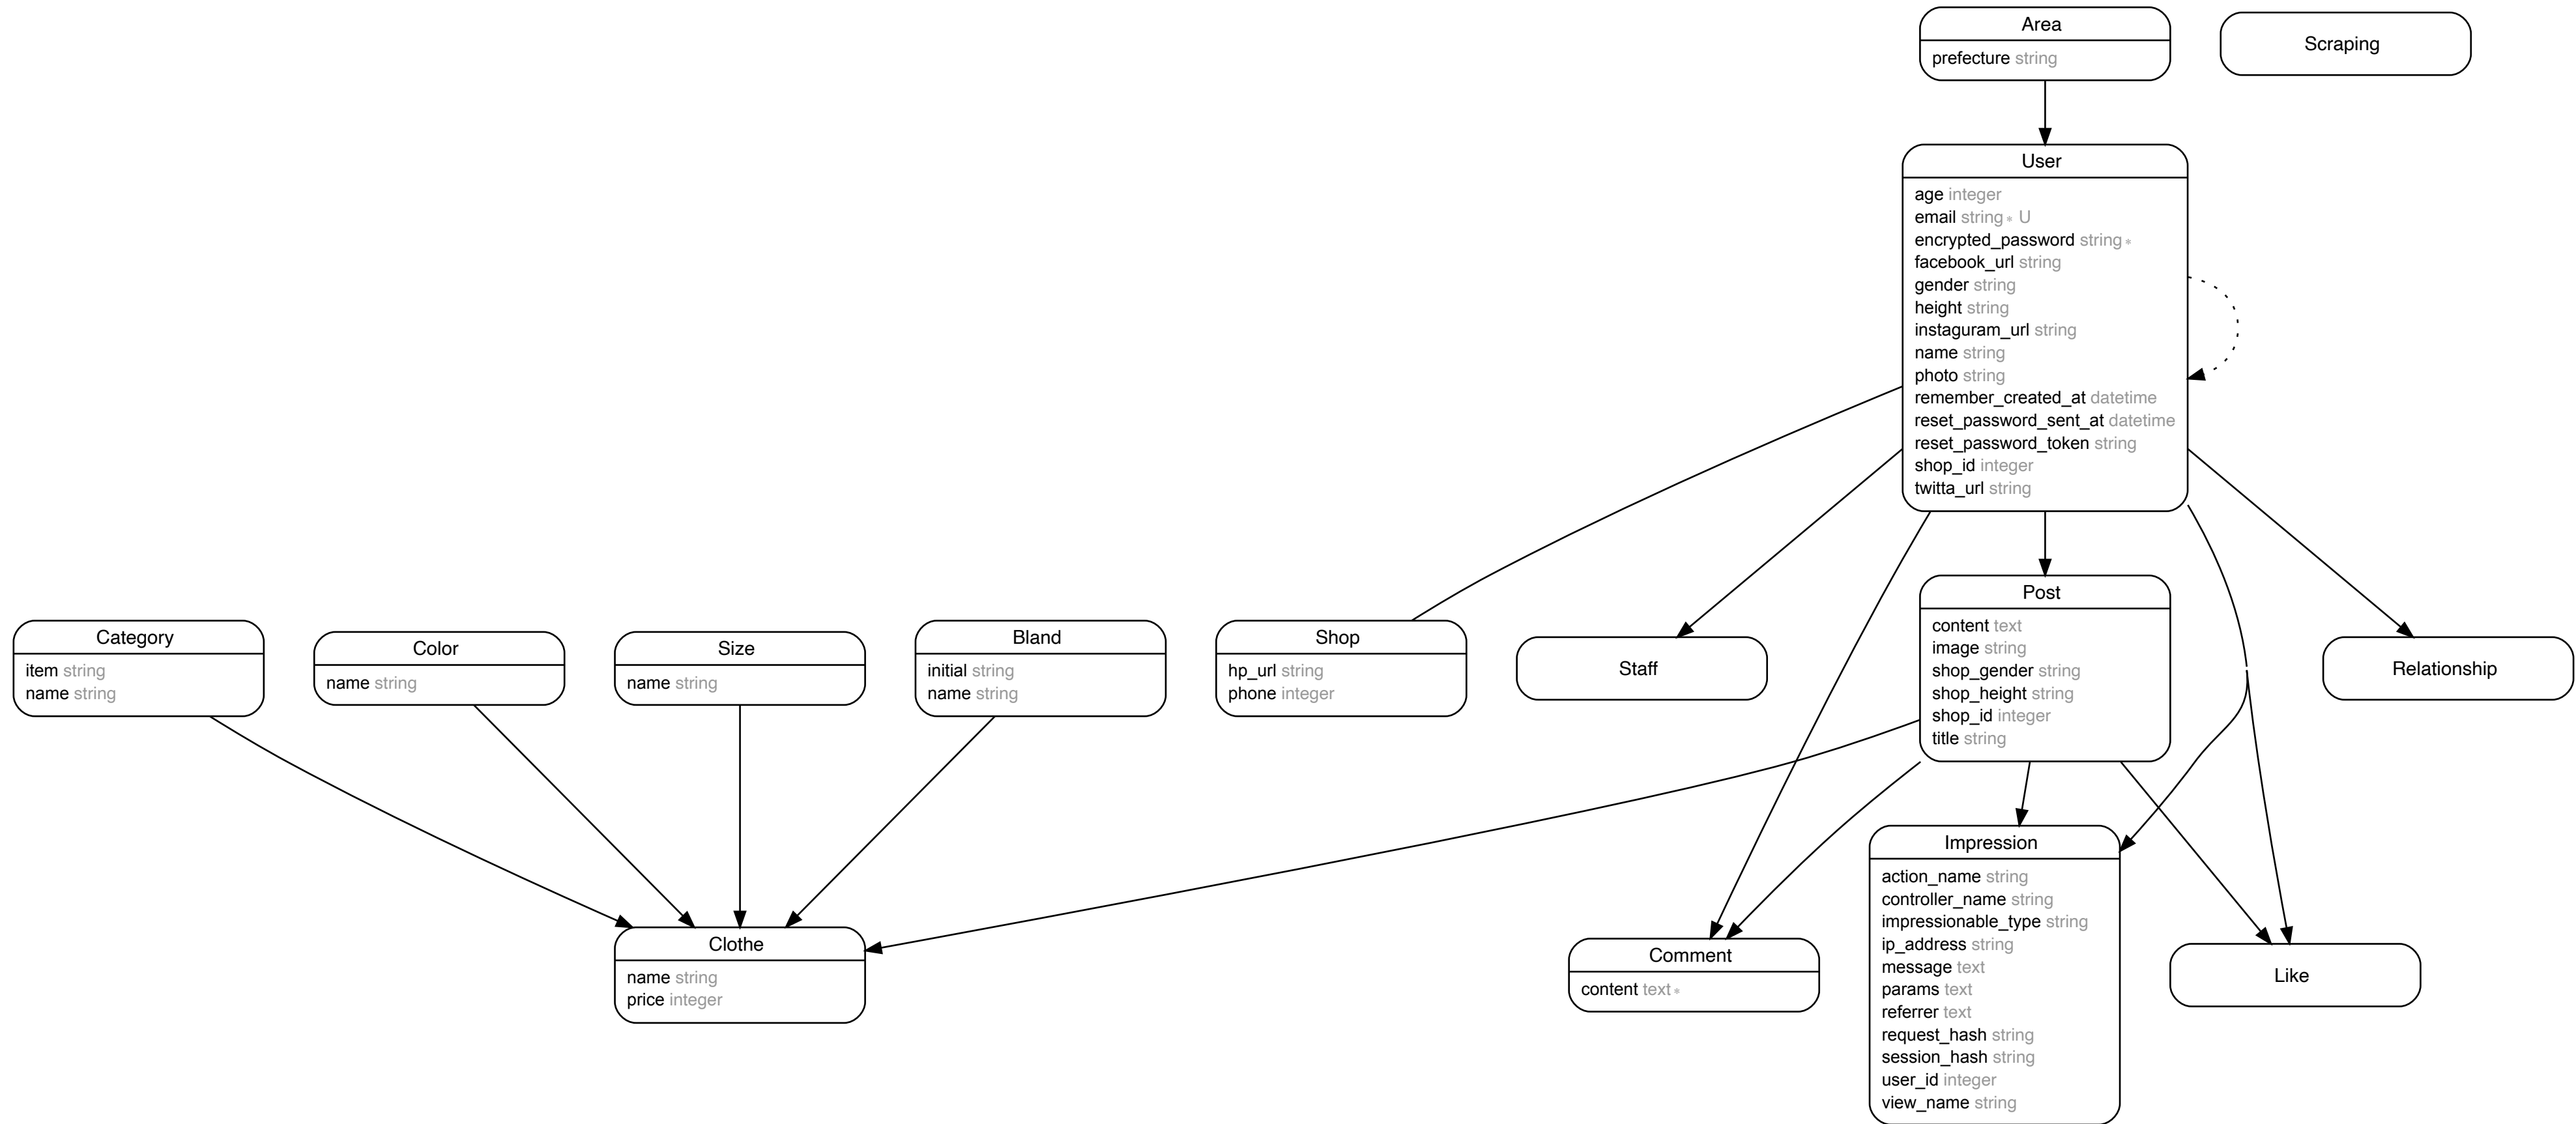 Area
prefecture string
Scraping
User
age integer
email string∗ U
encrypted_password string∗
facebook_url string
gender string
height string
instaguram_url string
name string
photo string
remember_created_at datetime
reset_password_sent_at datetime
reset_password_token string
shop_id integer
twitta_url string
Category
item string
name string
Color
name string
Size
name string
Bland
initial string
name string
Shop
hp_url string
phone integer
Staff
Post
content text
image string
shop_gender string
shop_height string
shop_id integer
title string
Relationship
Clothe
name string
price integer
Comment
content text∗
Impression
action_name string
controller_name string
impressionable_type string
ip_address string
message text
params text
referrer text
request_hash string
session_hash string
user_id integer
view_name string
Like